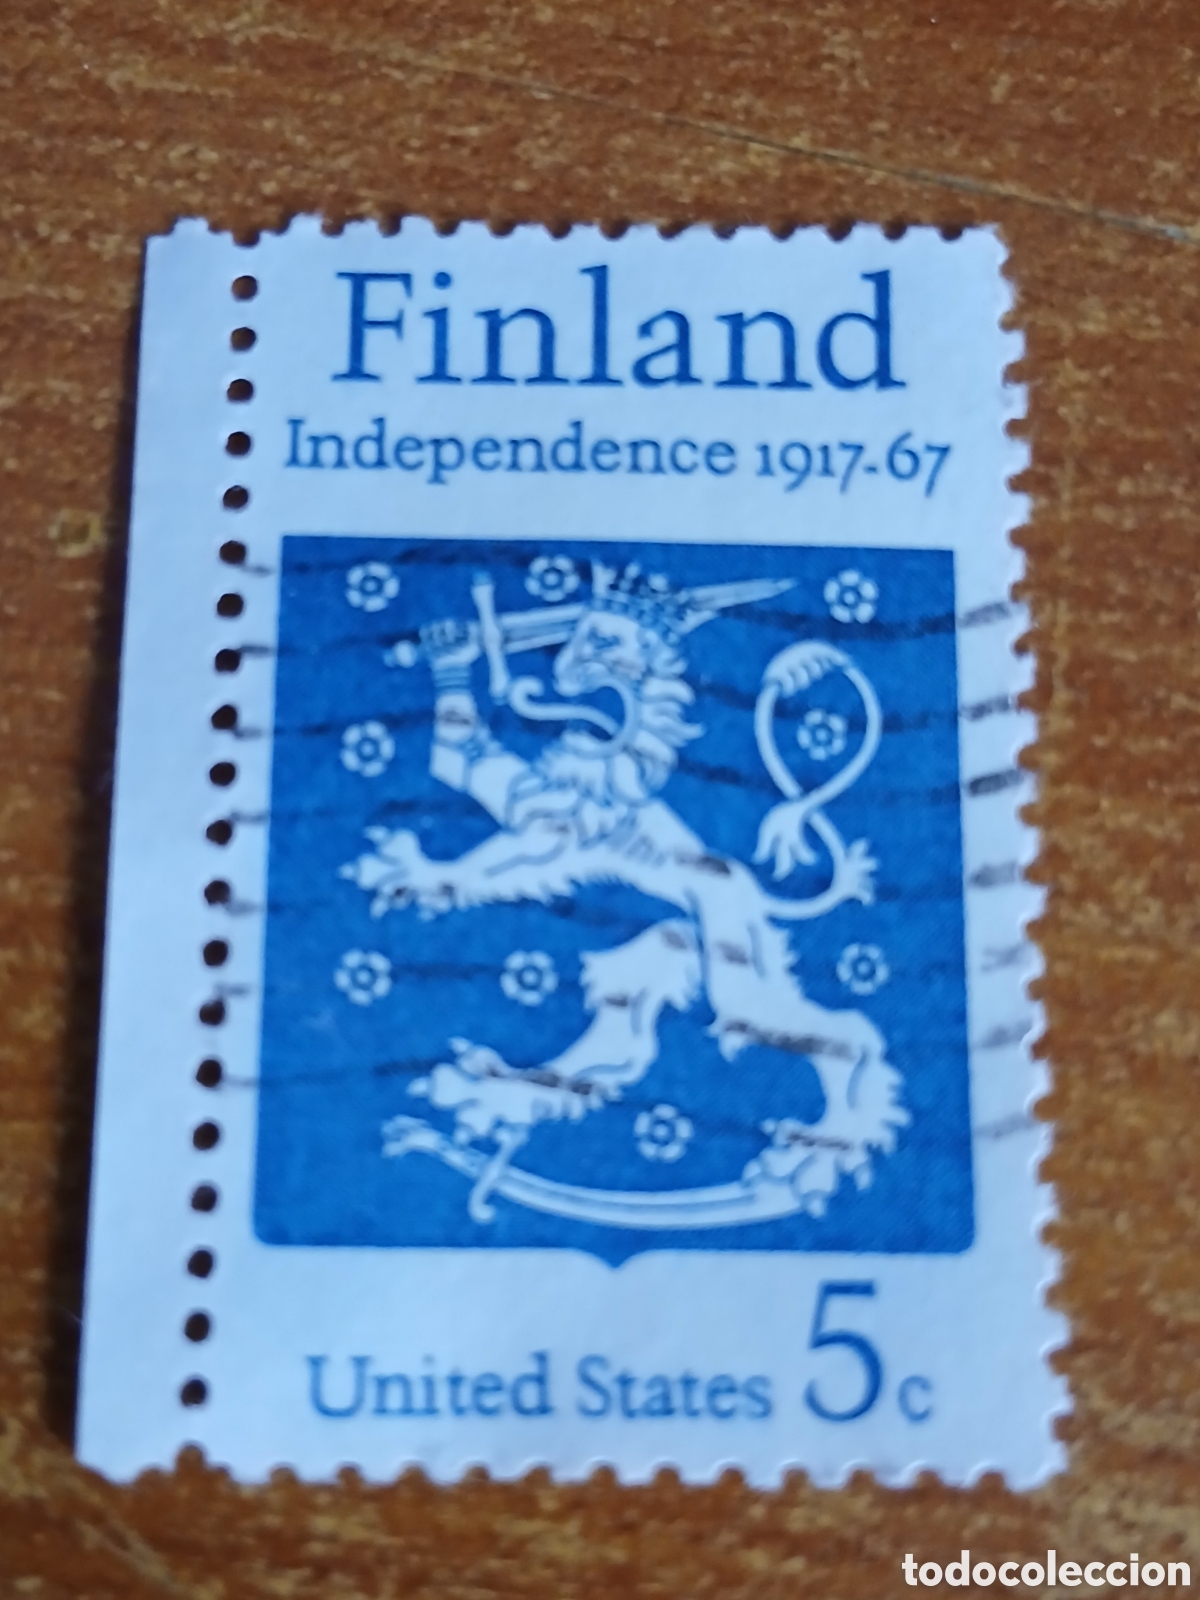 Finland
Independence 1917-67
United States 5c
todocoleccion